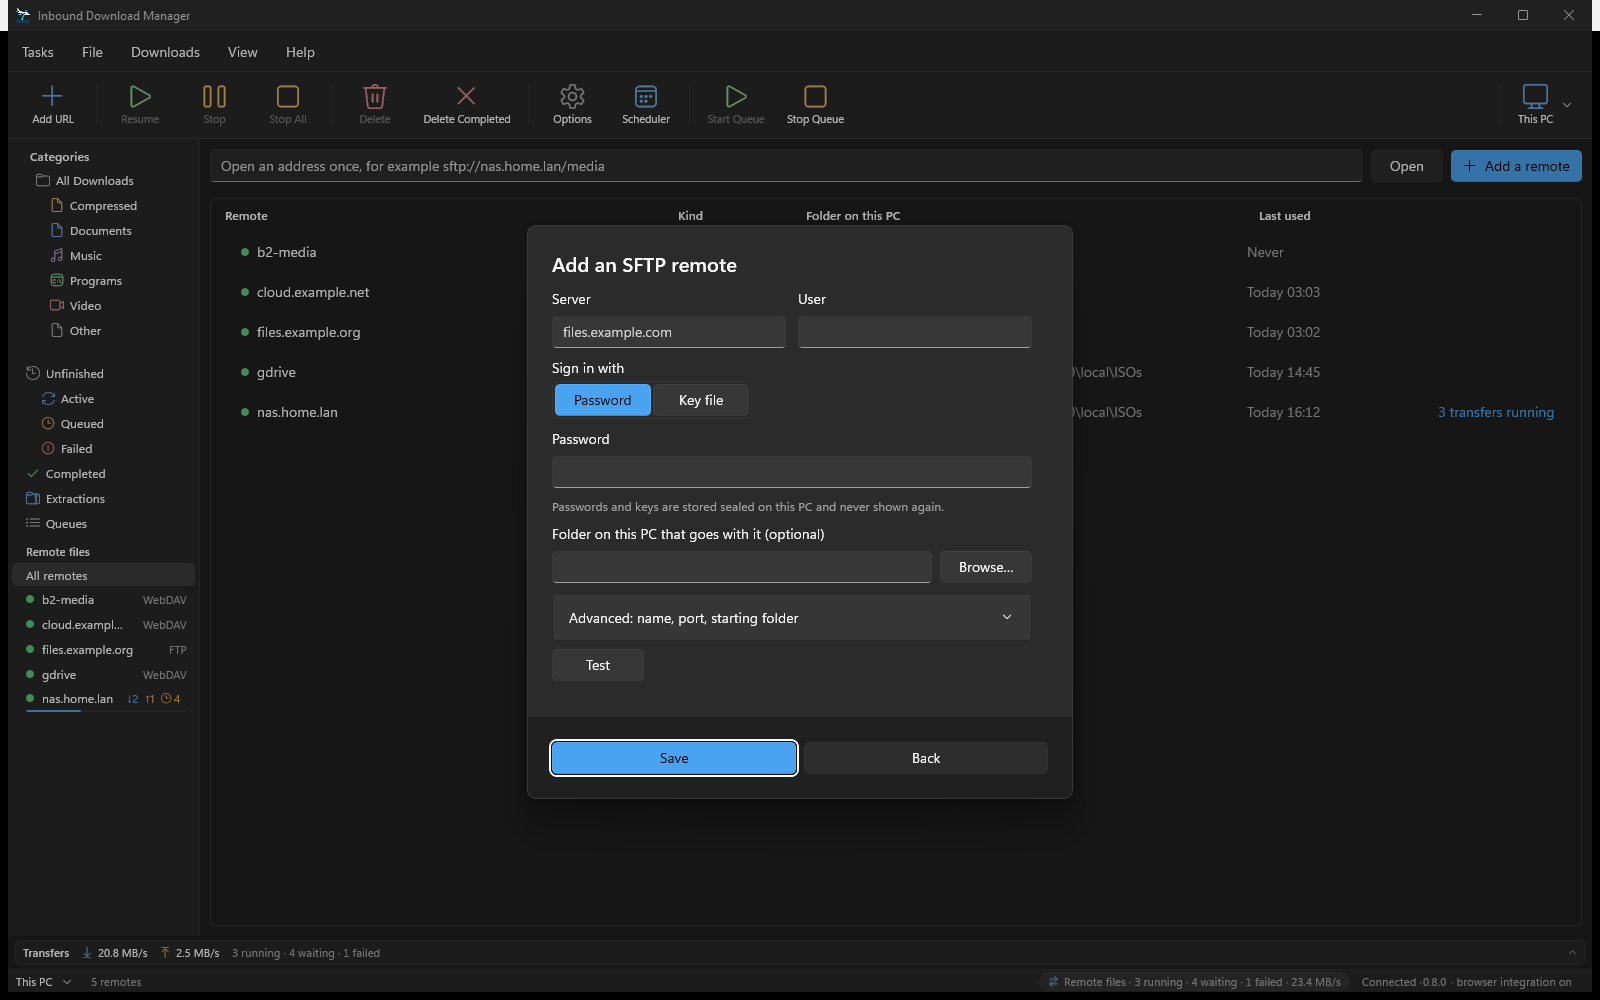 Inbound Download Manager
Tasks File Downloads View Help
Add URL Resume Stop Stop All Delete Delete Completed Options Scheduler Start Queue Stop Queue This PC
Categories
All Downloads
Compressed
Documents
Music
Programs
Video
Other
Unfinished
Active
Queued
Failed
Completed
Extractions
Queues
Remote files
All remotes
b2-media WebDAV
cloud.exampl... WebDAV
files.example.org FTP
gdrive WebDAV
nas.home.lan ↓2 ↑1 4
Open an address once, for example sftp://nas.home.lan/media Open + Add a remote
Remote Kind Folder on this PC Last used
b2-media Never
cloud.example.net Today 03:03
files.example.org Today 03:02
gdrive \local\ISOs Today 14:45
nas.home.lan \local\ISOs Today 16:12 3 transfers running
Add an SFTP remote
Server User
files.example.com
Sign in with
Password Key file
Password
Passwords and keys are stored sealed on this PC and never shown again.
Folder on this PC that goes with it (optional)
Browse...
Advanced: name, port, starting folder
Test
Save Back
Transfers ↓ 20.8 MB/s ↑ 2.5 MB/s 3 running · 4 waiting · 1 failed
This PC 5 remotes Remote files · 3 running · 4 waiting · 1 failed · 23.4 MB/s Connected ·0.8.0 · browser integration on